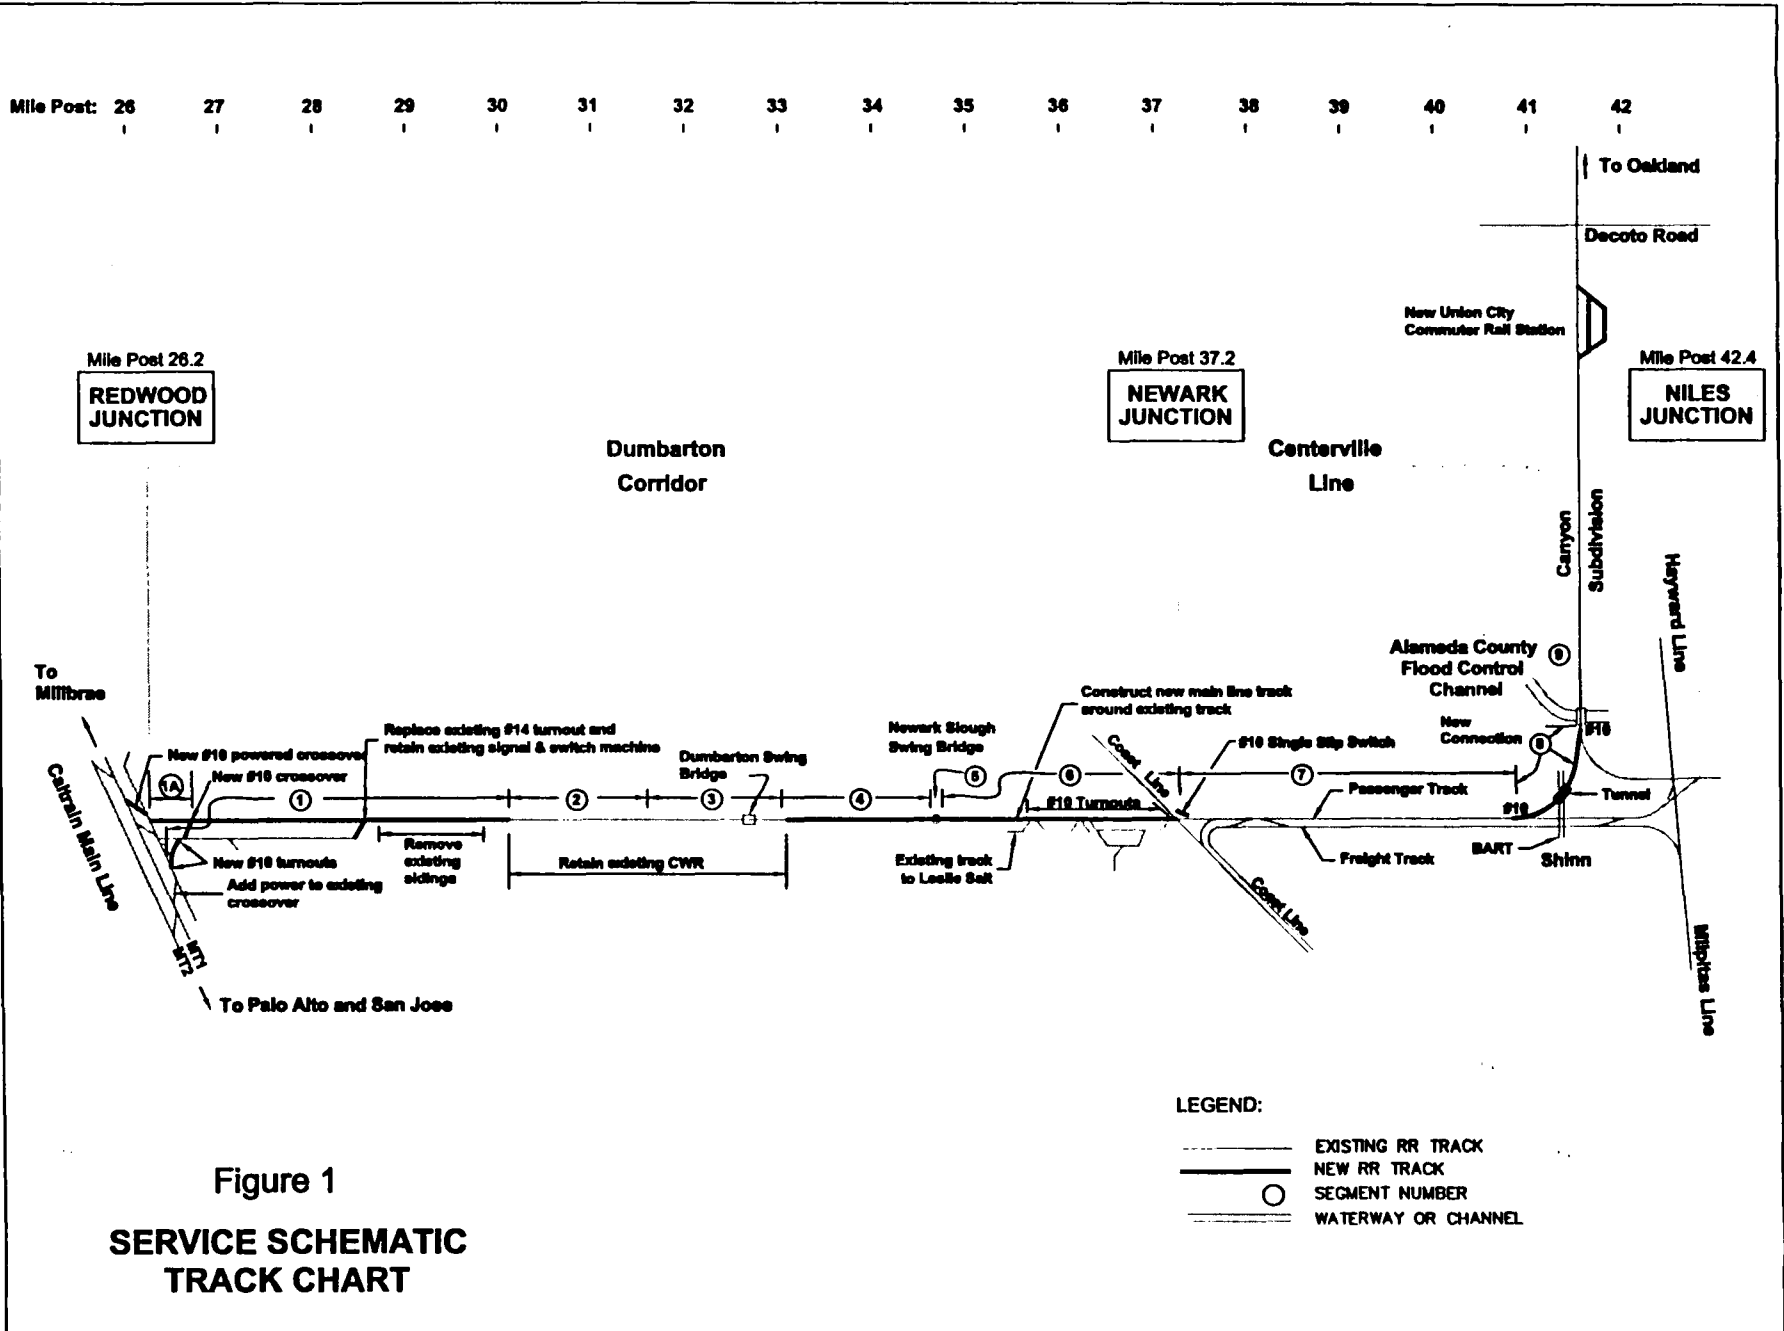 Mile Post: 26 27 28 29 30 31 32 33 34 35 36 37 38 39 40 41 42
To Oakland
Decoto Road
New Union City
Commuter Rail Station
Mile Post 26.2
REDWOOD
JUNCTION
Mile Post 37.2
NEWARK
JUNCTION
Mile Post 42.4
NILES
JUNCTION
Dumbarton
Corridor
Centerville
Line
Canyon
Subdivision
Hayward Line
Alameda County
Flood Control
Channel
9
To
Millbrae
Construct new main line track
around existing track
Replace existing #14 turnout and
retain existing signal & switch machine
Newark Slough
Swing Bridge
New
Connection
8
#10
New #10 powered crossover
Dumbarton Swing
Bridge
Coast Line
#10 Single Slip Switch
New #10 crossover
1A
1
2
3
4
5
6
7
#10 Turnouts
Passenger Track
#10
Tunnel
Caltrain Main Line
New #10 turnouts
Remove
existing
sidings
Retain existing CWR
Existing track
to Leslie Salt
Freight Track
BART
Shinn
Add power to existing
crossover
Coast Line
MT1
MT2
Milpitas Line
To Palo Alto and San Jose
LEGEND:
EXISTING RR TRACK
NEW RR TRACK
SEGMENT NUMBER
WATERWAY OR CHANNEL
Figure 1
SERVICE SCHEMATIC
TRACK CHART